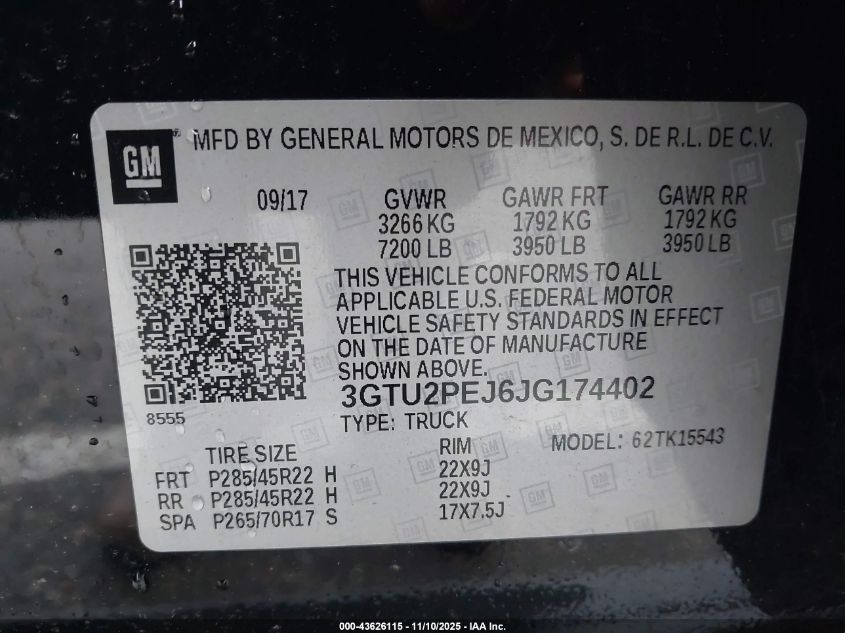 GM ® MFD BY GENERAL MOTORS DE MEXICO, S. DE R.L. DE C.V.
09/17 GVWR GAWR FRT GAWR RR
3266 KG 1792 KG 1792 KG
7200 LB 3950 LB 3950 LB
THIS VEHICLE CONFORMS TO ALL
APPLICABLE U.S. FEDERAL MOTOR
VEHICLE SAFETY STANDARDS IN EFFECT
ON THE DATE OF MANUFACTURE
SHOWN ABOVE.
3GTU2PEJ6JG174402
8555 TYPE: TRUCK MODEL: 62TK15543
TIRE SIZE RIM
FRT P285/45R22 H 22X9J
RR P285/45R22 H 22X9J
SPA P265/70R17 S 17X7.5J
000-43626115 - 11/10/2025 - IAA Inc.